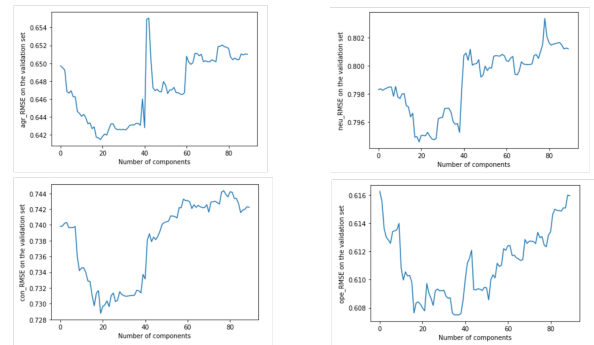 agr_RMSE on the validation set
0.654
0.652
0.650
0.648
0.646
0.644
0.642
0 20 40 60 80
Number of components
neu_RMSE on the validation set
0.802
0.800
0.798
0.796
0 20 40 60 80
Number of components
con_RMSE on the validation set
0.744
0.742
0.740
0.738
0.736
0.734
0.732
0.730
0.728
0 20 40 60 80
Number of components
ope_RMSE on the validation set
0.616
0.614
0.612
0.610
0.608
0 20 40 60 80
Number of components